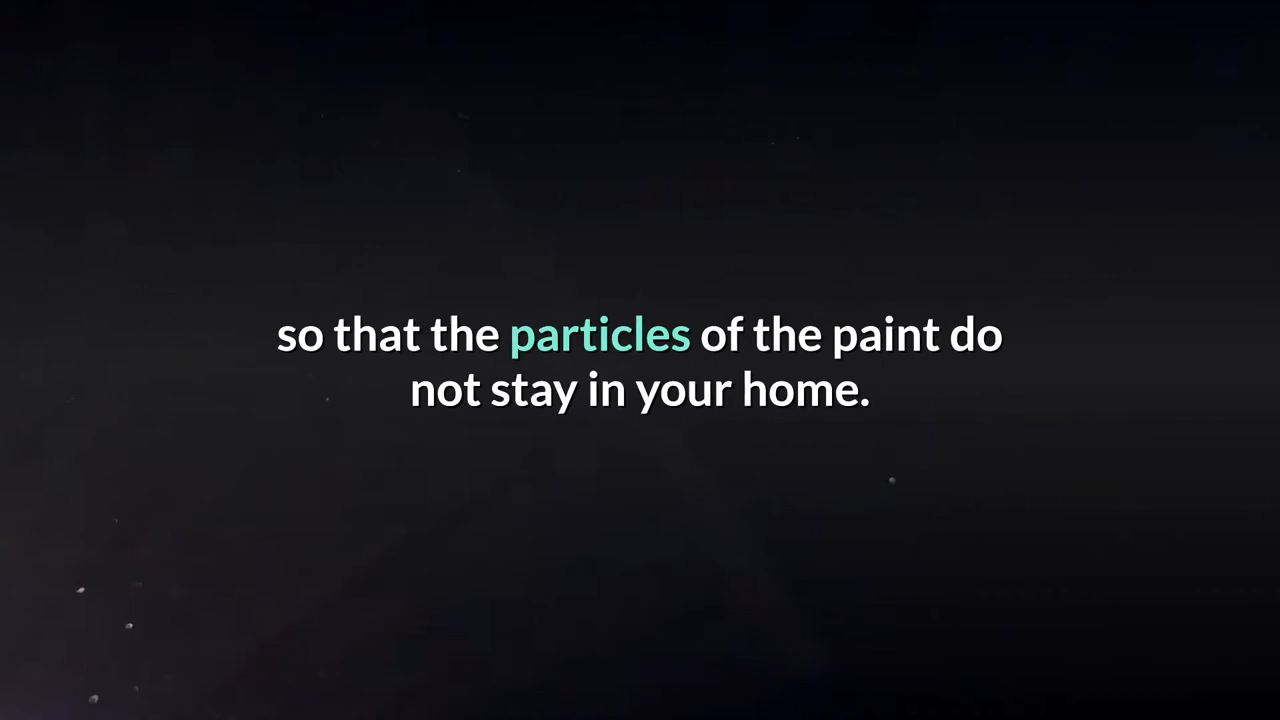 so that the particles of the paint do
not stay in your home.